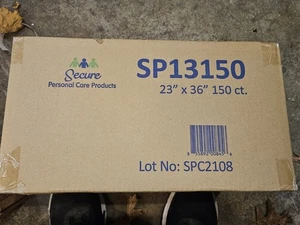 Secure
Personal Care Products
SP13150
23" x 36" 150 ct.
Lot No: SPC2108